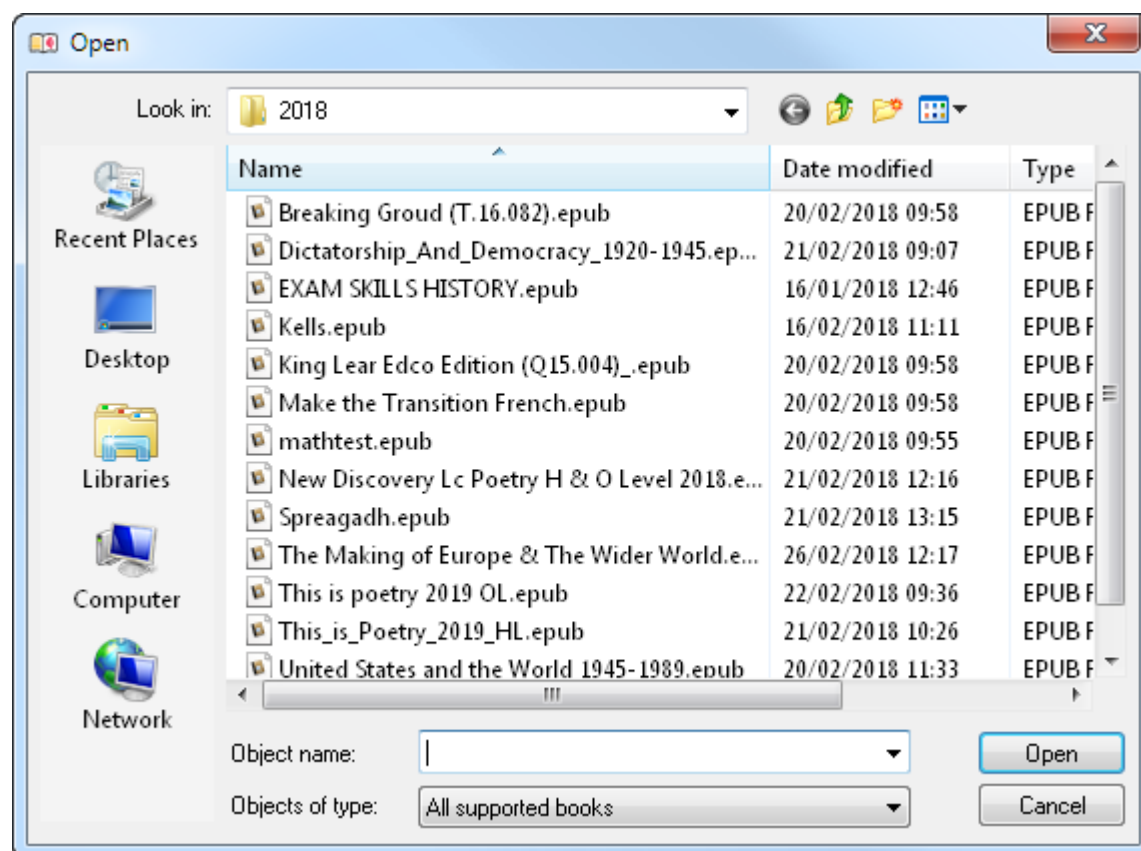 Open
Look in: 2018
Name Date modified Type
Breaking Groud (T.16.082).epub 20/02/2018 09:58 EPUB F
Dictatorship_And_Democracy_1920-1945.ep... 21/02/2018 09:07 EPUB F
EXAM SKILLS HISTORY.epub 16/01/2018 12:46 EPUB F
Kells.epub 16/02/2018 11:11 EPUB F
King Lear Edco Edition (Q15.004)_.epub 20/02/2018 09:58 EPUB F
Make the Transition French.epub 20/02/2018 09:58 EPUB F
mathtest.epub 20/02/2018 09:55 EPUB F
New Discovery Lc Poetry H & O Level 2018.e... 21/02/2018 12:16 EPUB F
Spreagadh.epub 21/02/2018 13:15 EPUB F
The Making of Europe & The Wider World.e... 26/02/2018 12:17 EPUB F
This is poetry 2019 OL.epub 22/02/2018 09:36 EPUB F
This_is_Poetry_2019_HL.epub 21/02/2018 10:26 EPUB F
United States and the World 1945-1989.epub 20/02/2018 11:33 EPUB F
Recent Places
Desktop
Libraries
Computer
Network
Object name: Open
Objects of type: All supported books Cancel